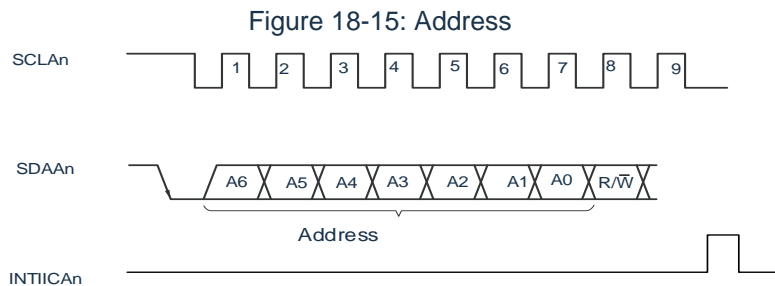 Figure 18-15: Address
SCLAn
1 2 3 4 5 6 7 8 9
SDAAn
A6 A5 A4 A3 A2 A1 A0 R/W̅
Address
INTIICAn